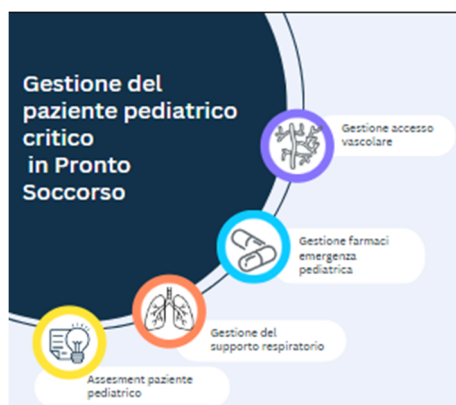 Gestione del
paziente pediatrico
critico
in Pronto
Soccorso
Gestione accesso
vascolare
Gestione farmaci
emergenza
pediatrica
Gestione del
supporto respiratorio
Assesment paziente
pediatrico